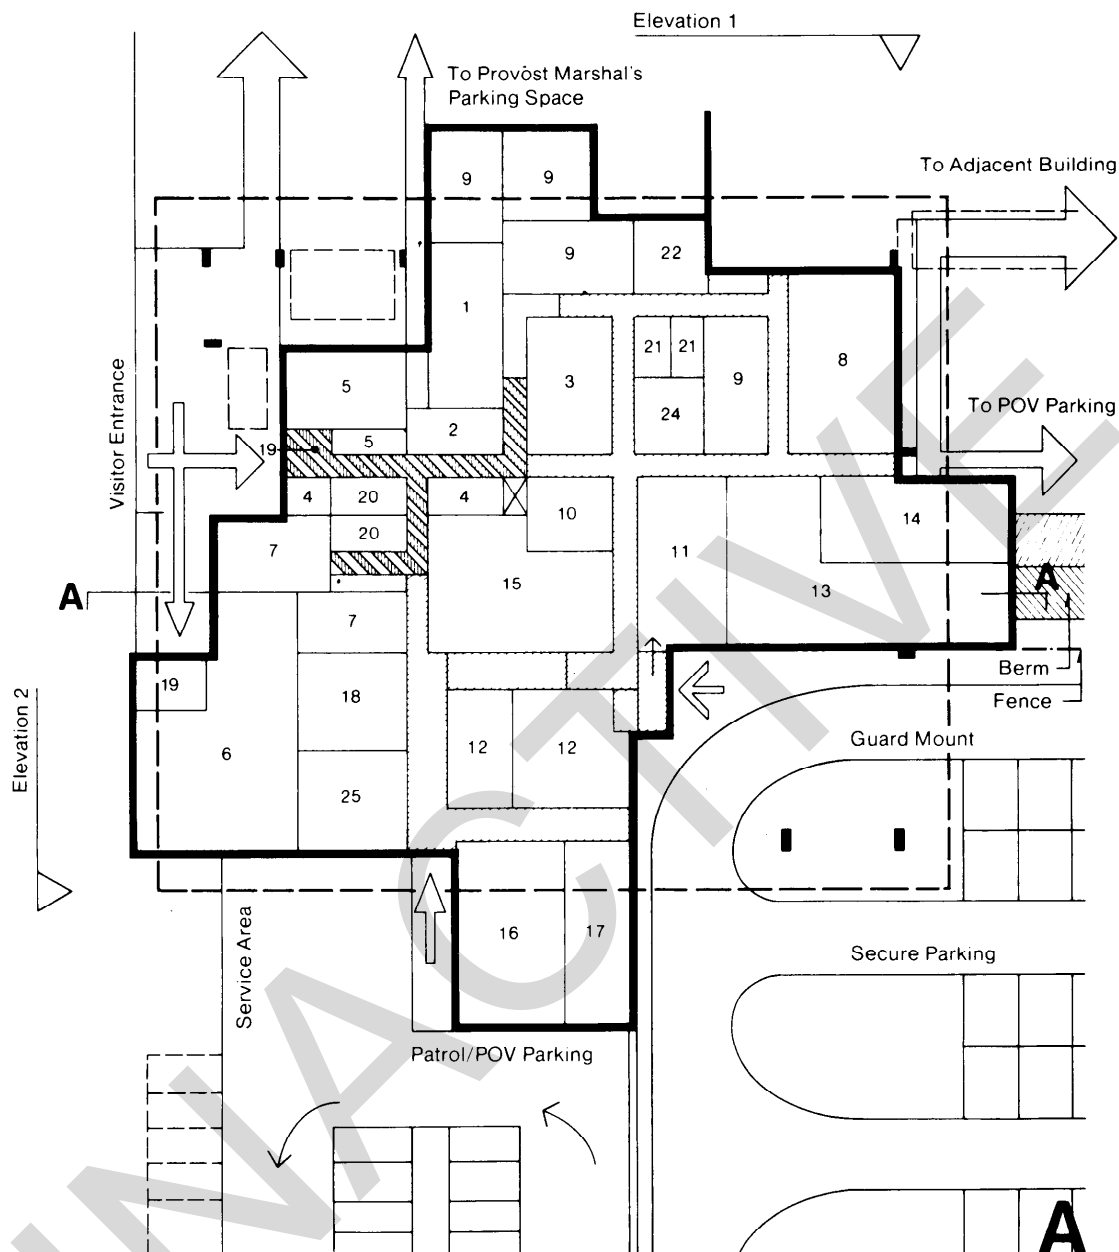 Elevation 1
To Provost Marshal's
Parking Space
To Adjacent Building
9
9
9
22
1
Visitor Entrance
21
21
8
5
3
9
To POV Parking
24
2
5
19
4
20
4
10
14
20
7
11
15
13
A
A
7
Berm
19
Fence
Elevation 2
18
6
12
12
Guard Mount
25
Service Area
16
17
Secure Parking
Patrol/POV Parking
A
INACTIVE